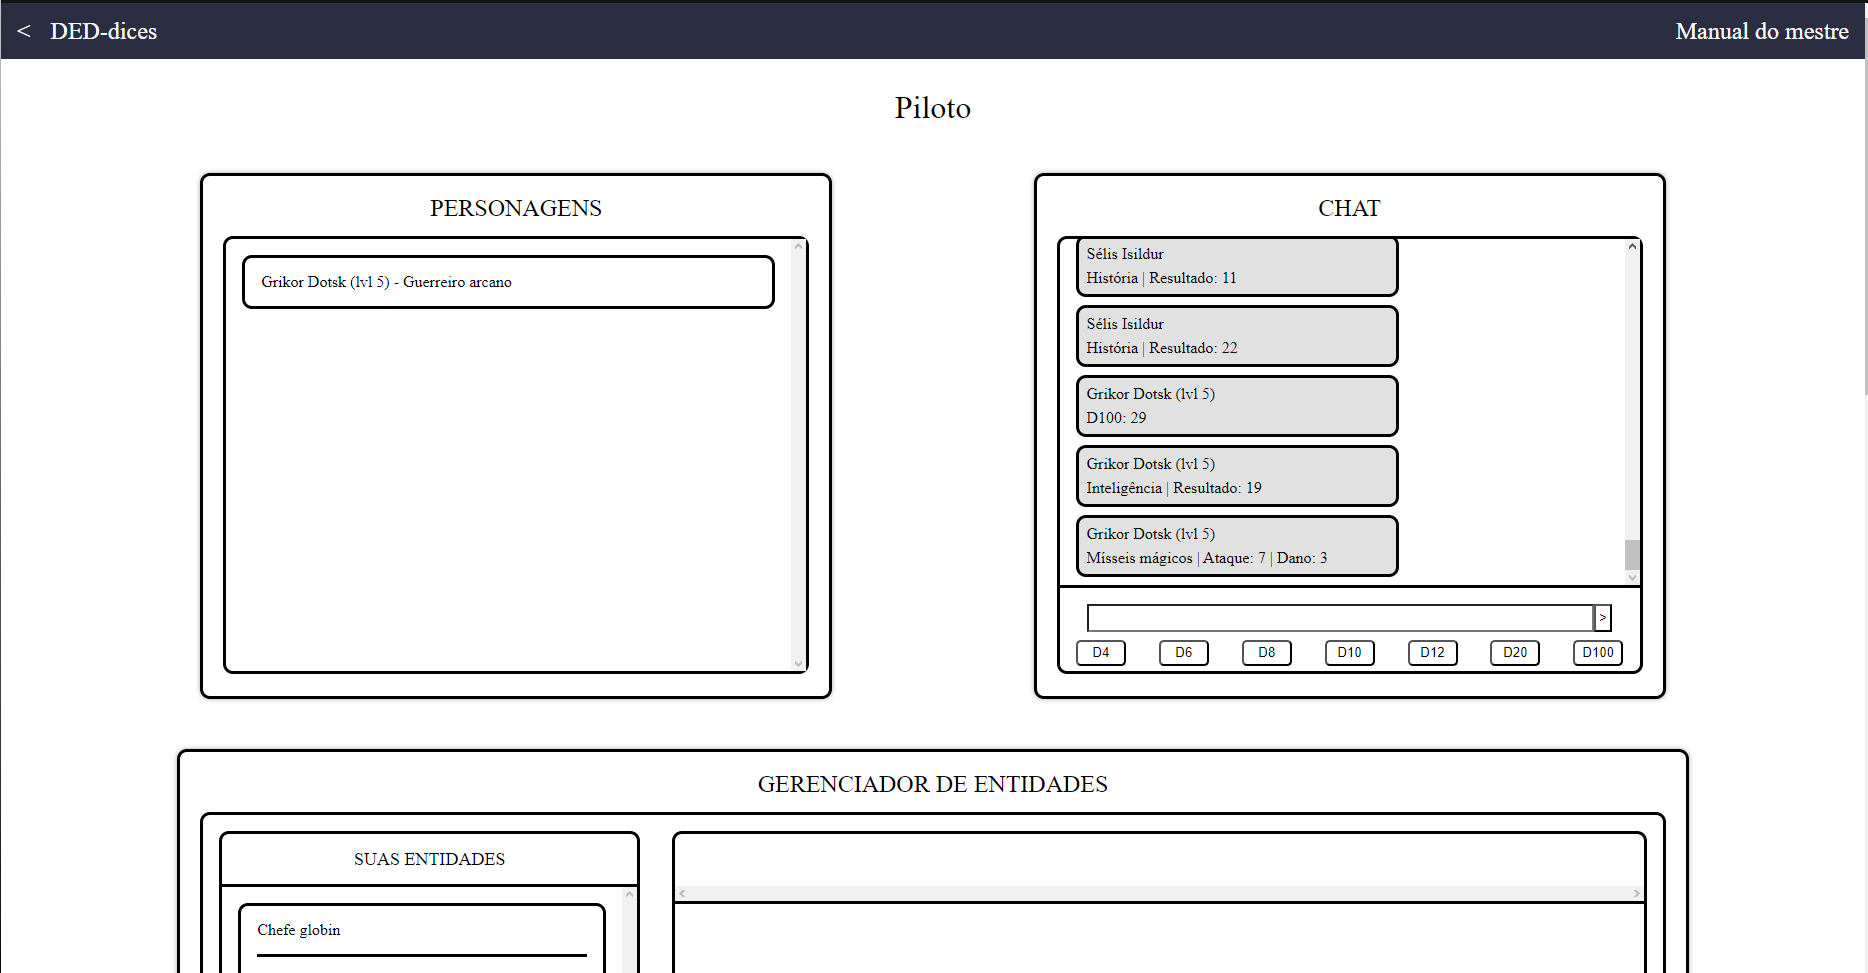 < DED-dices
Manual do mestre
Piloto
PERSONAGENS
Grikor Dotsk (lvl 5) - Guerreiro arcano
CHAT
Sélis Isildur
História | Resultado: 11
Sélis Isildur
História | Resultado: 22
Grikor Dotsk (lvl 5)
D100: 29
Grikor Dotsk (lvl 5)
Inteligência | Resultado: 19
Grikor Dotsk (lvl 5)
Mísseis mágicos | Ataque: 7 | Dano: 3
>
D4 D6 D8 D10 D12 D20 D100
GERENCIADOR DE ENTIDADES
SUAS ENTIDADES
Chefe globin